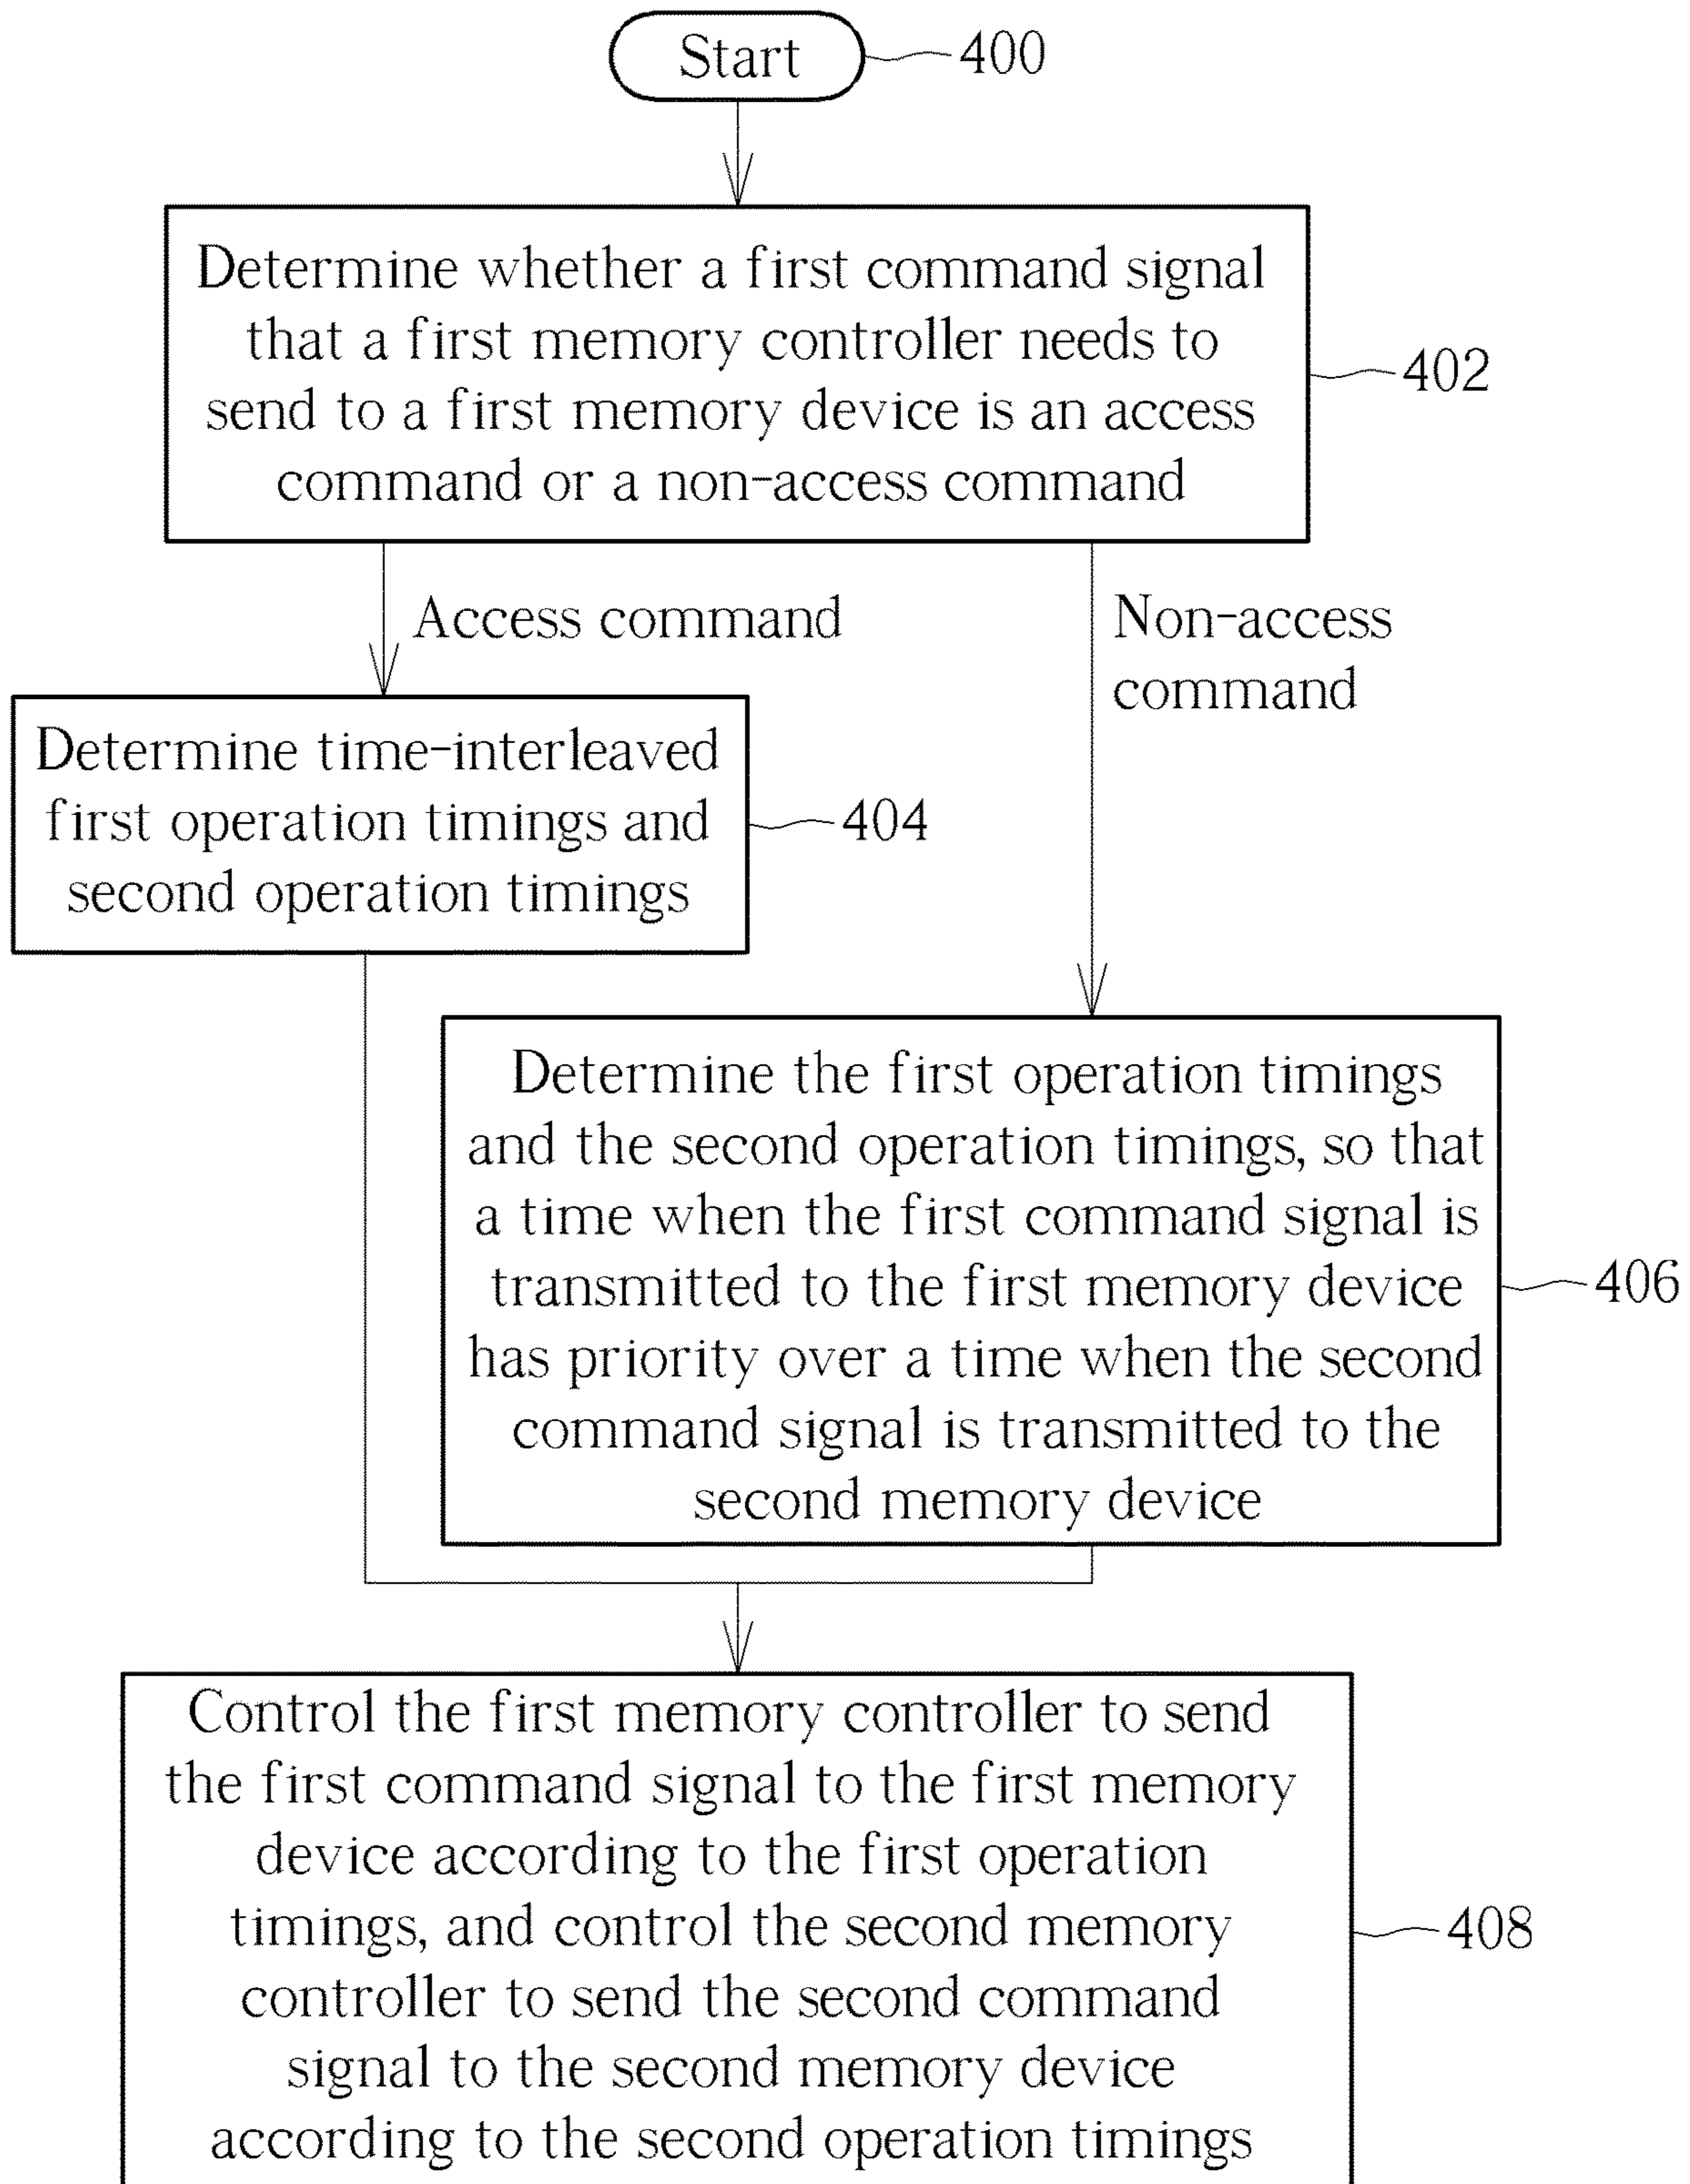 Start
400
Determine whether a first command signal
that a first memory controller needs to
send to a first memory device is an access
command or a non-access command
402
Access command
Non-access
command
Determine time-interleaved
first operation timings and
second operation timings
404
Determine the first operation timings
and the second operation timings, so that
a time when the first command signal is
transmitted to the first memory device
has priority over a time when the second
command signal is transmitted to the
second memory device
406
Control the first memory controller to send
the first command signal to the first memory
device according to the first operation
timings, and control the second memory
controller to send the second command
signal to the second memory device
according to the second operation timings
408